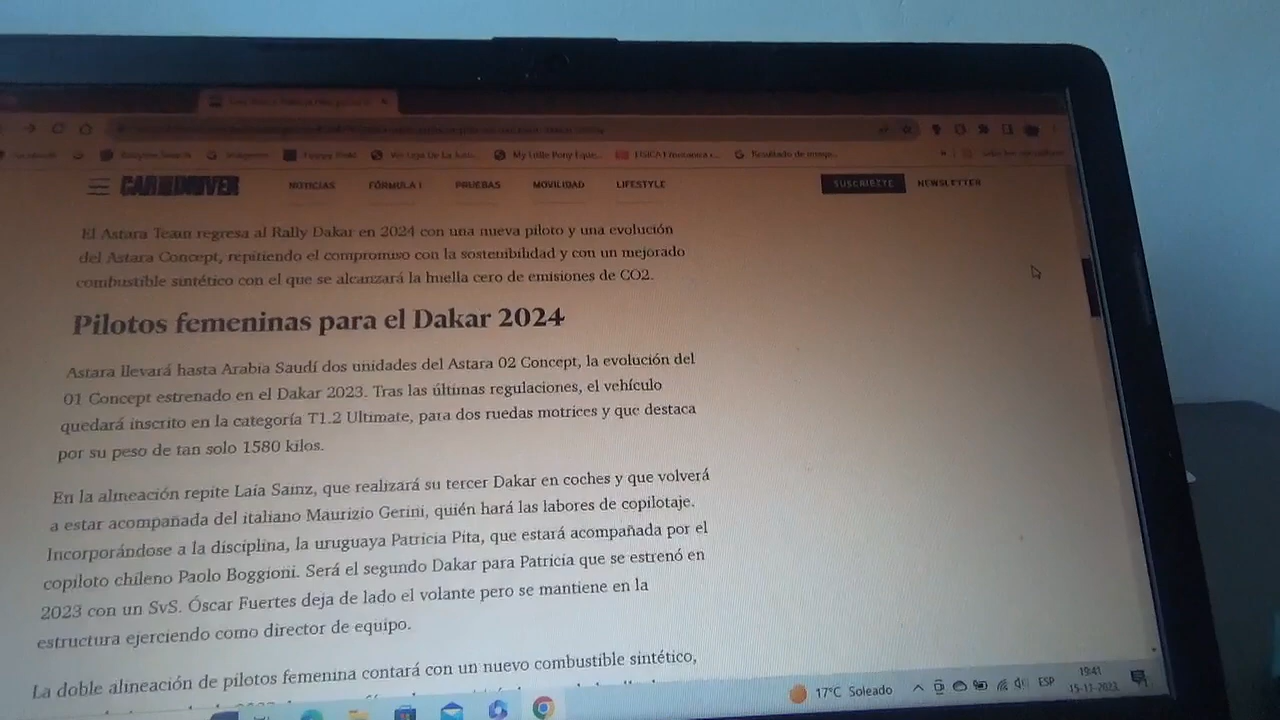 CAR AND DRIVER
NOTICIAS FÓRMULA 1 PRUEBAS MOVILIDAD LIFESTYLE SUSCRÍBETE NEWSLETTER
El Astara Team regresa al Rally Dakar en 2024 con una nueva piloto y una evolución
del Astara Concept, repitiendo el compromiso con la sostenibilidad y con un mejorado
combustible sintético con el que se alcanzará la huella cero de emisiones de CO2.
Pilotos femeninas para el Dakar 2024
Astara llevará hasta Arabia Saudí dos unidades del Astara 02 Concept, la evolución del
01 Concept estrenado en el Dakar 2023. Tras las últimas regulaciones, el vehículo
quedará inscrito en la categoría T1.2 Ultimate, para dos ruedas motrices y que destaca
por su peso de tan solo 1580 kilos.
En la alineación repite Laia Sainz, que realizará su tercer Dakar en coches y que volverá
a estar acompañada del italiano Maurizio Gerini, quién hará las labores de copilotaje.
Incorporándose a la disciplina, la uruguaya Patricia Pita, que estará acompañada por el
copiloto chileno Paolo Boggioni. Será el segundo Dakar para Patricia que se estrenó en
2023 con un SvS. Óscar Fuertes deja de lado el volante pero se mantiene en la
estructura ejerciendo como director de equipo.
La doble alineación de pilotos femenina contará con un nuevo combustible sintético,
17°C Soleado ESP 19:41